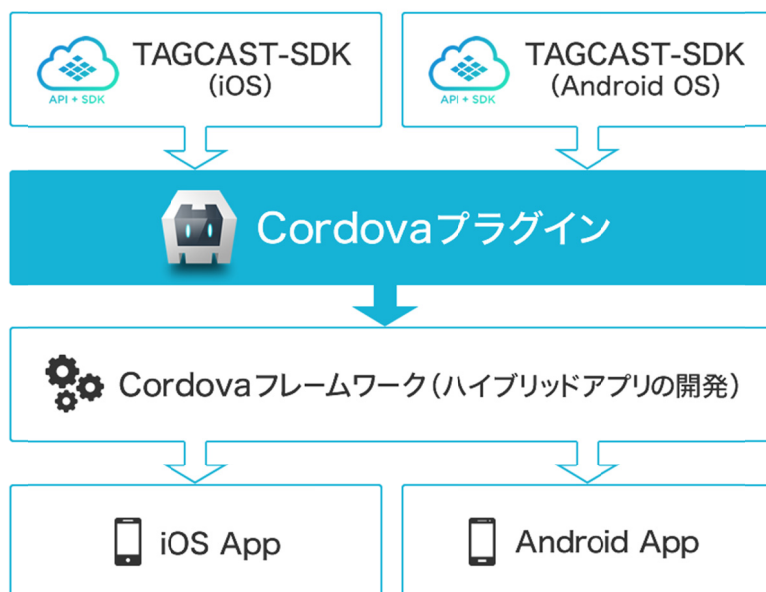 TAGCAST-SDK
(iOS)
API + SDK
TAGCAST-SDK
(Android OS)
API + SDK
Cordovaプラグイン
Cordovaフレームワーク(ハイブリッドアプリの開発)
iOS App
Android App